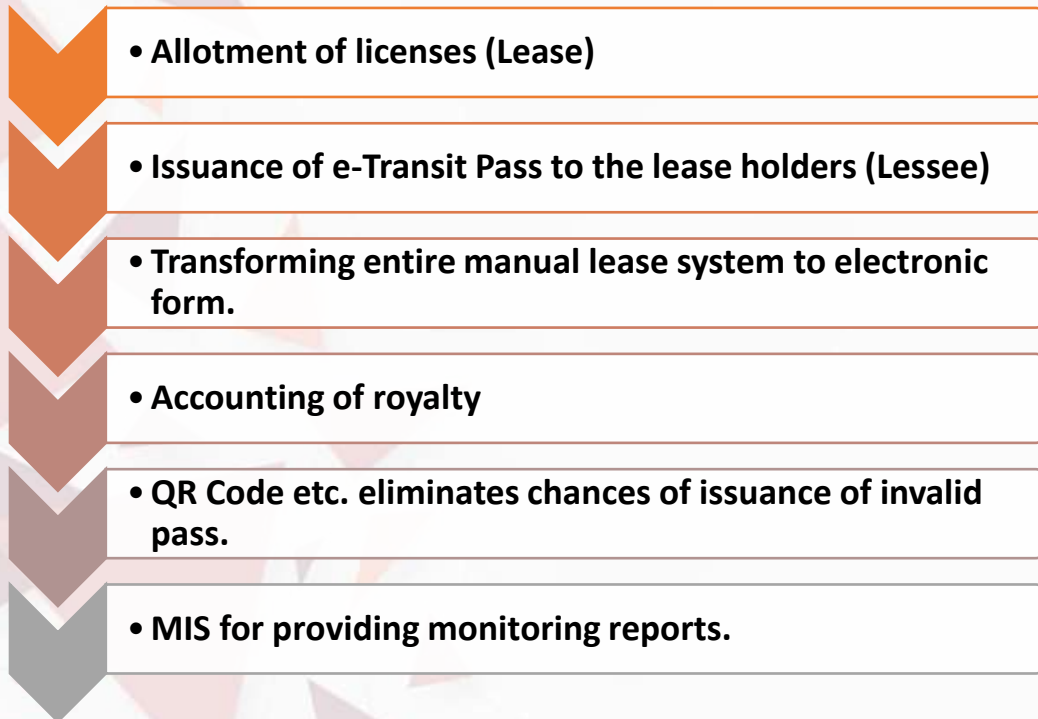 • Allotment of licenses (Lease)
• Issuance of e-Transit Pass to the lease holders (Lessee)
• Transforming entire manual lease system to electronic
form.
• Accounting of royalty
• QR Code etc. eliminates chances of issuance of invalid
pass.
• MIS for providing monitoring reports.